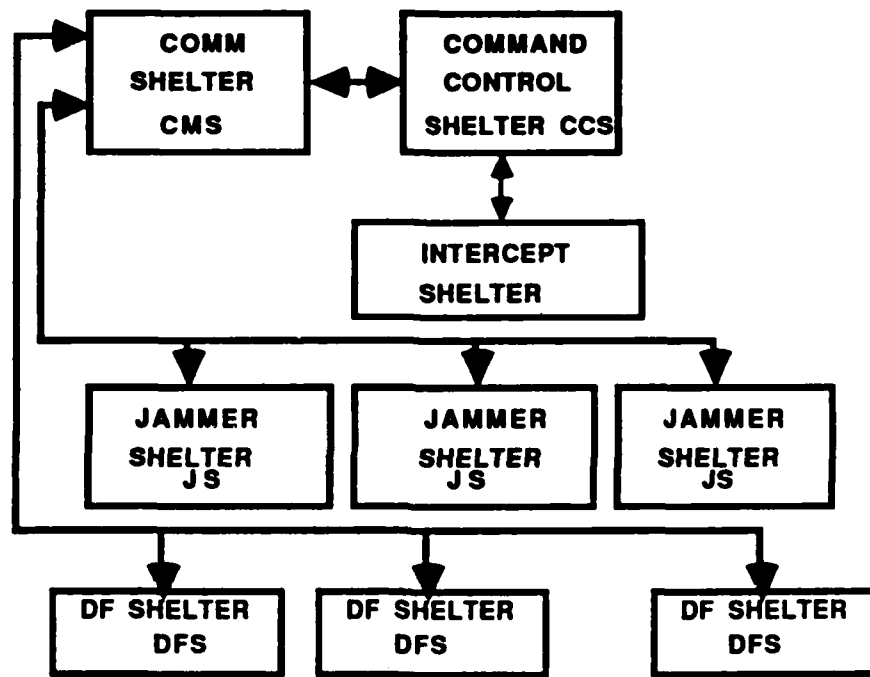 COMM
SHELTER
CMS
COMMAND
CONTROL
SHELTER CCS
INTERCEPT
SHELTER
JAMMER
SHELTER
JS
JAMMER
SHELTER
JS
JAMMER
SHELTER
JS
DF SHELTER
DFS
DF SHELTER
DFS
DF SHELTER
DFS